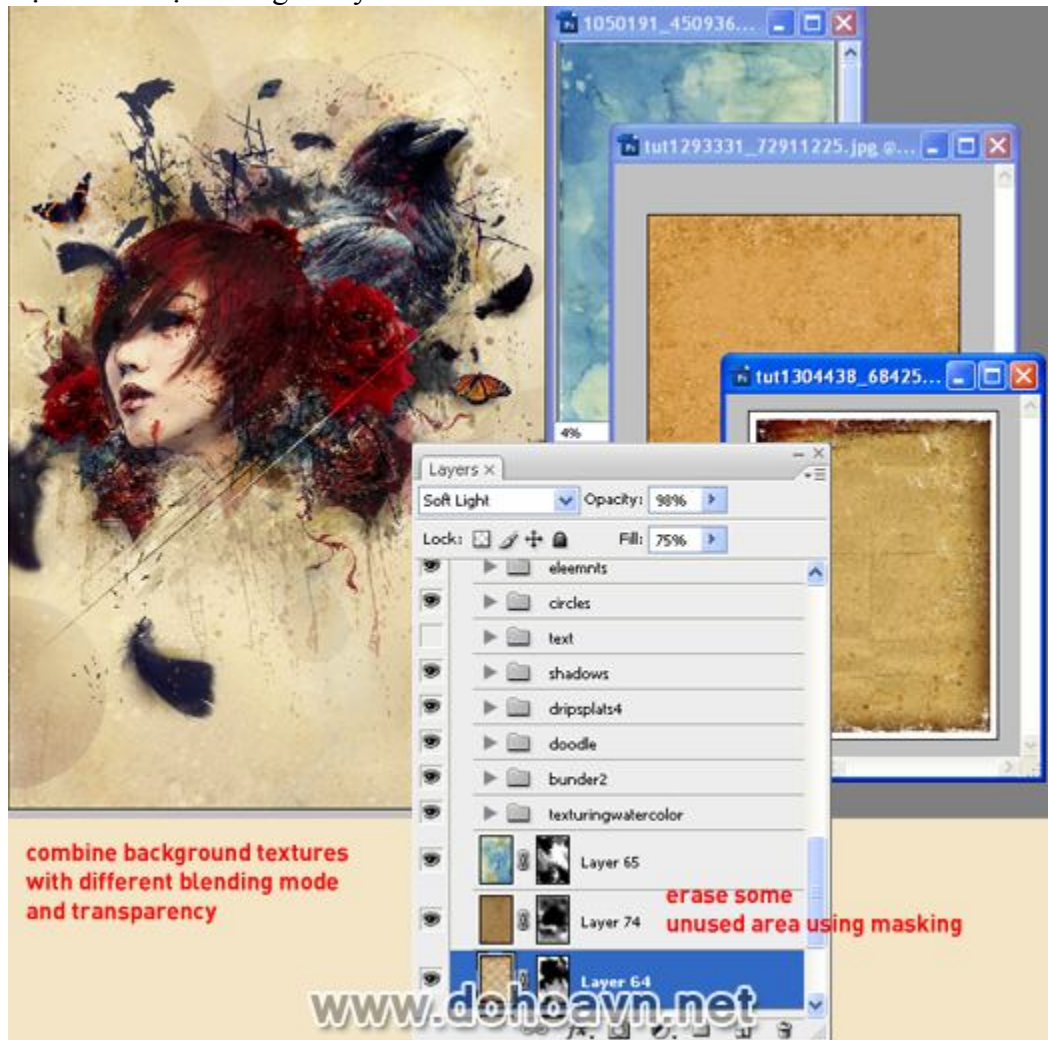 1050191_450936...
tut1293331_72911225.jpg @...
tut1304438_68425...
4%
Layers ×
Soft Light Opacity: 98%
Lock: Fill: 75%
eleemnts
circles
text
shadows
dripsplats4
doodle
bunder2
texturingwatercolor
Layer 65
Layer 74
Layer 64
combine background textures
with different blending mode
and transparency
erase some
unused area using masking
www.dohoavn.net